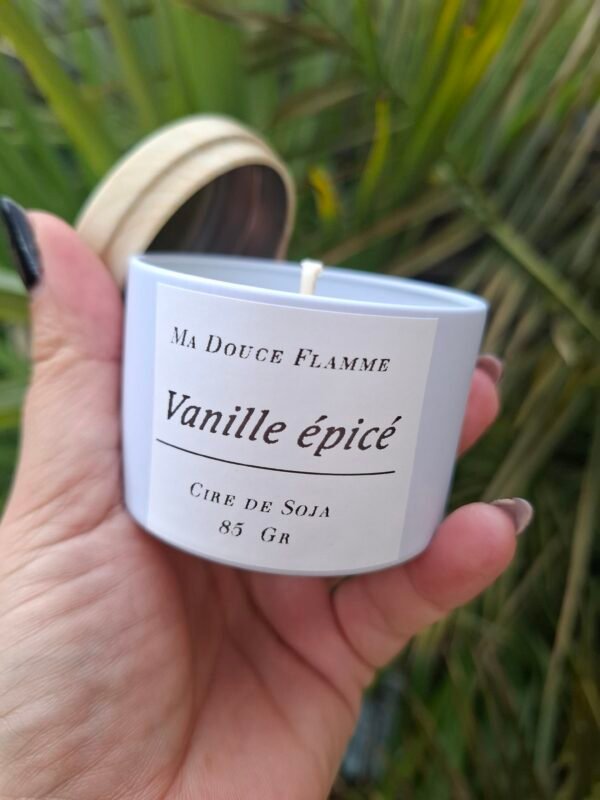 Ma Douce Flamme
Vanille épicé
Cire de Soja
85 Gr